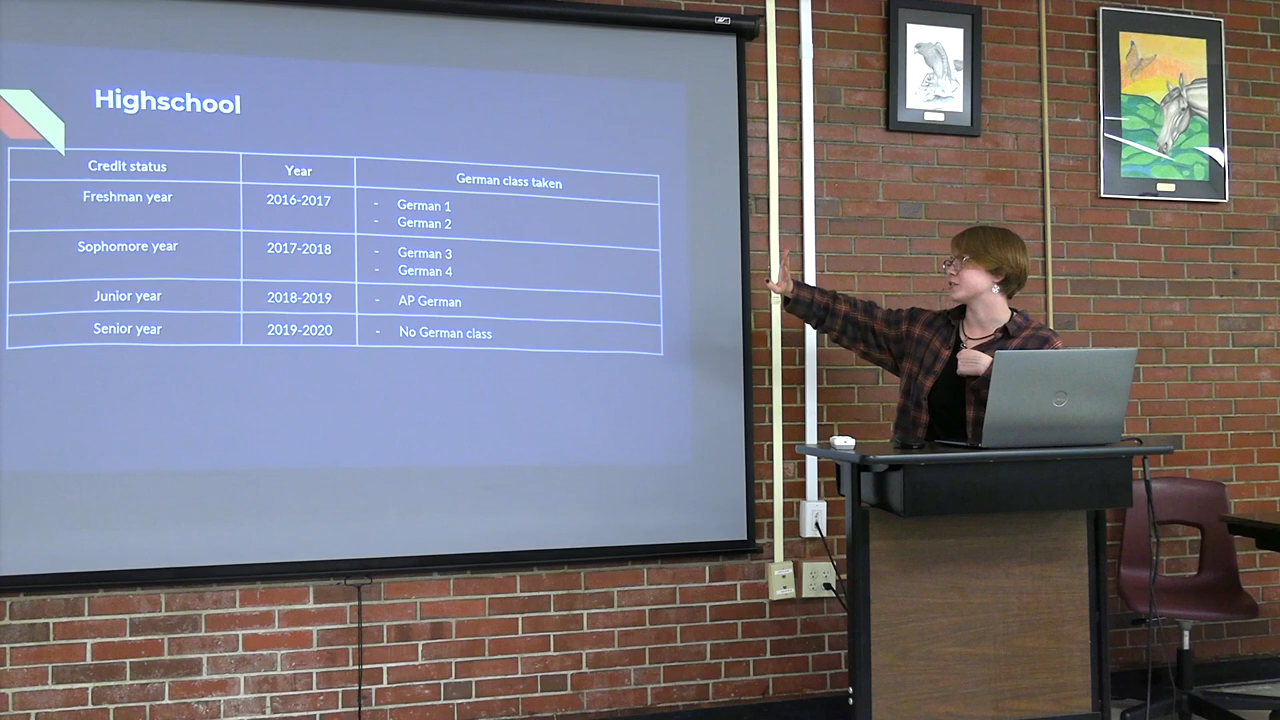 Highschool
Credit status Year German class taken
Freshman year 2016-2017 - German 1
- German 2
Sophomore year 2017-2018 - German 3
- German 4
Junior year 2018-2019 - AP German
Senior year 2019-2020 - No German class
DELL